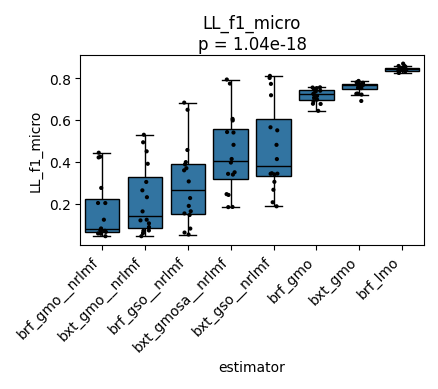 LL_f1_micro
p = 1.04e-18
LL_f1_micro
0.8
0.6
0.4
0.2
brf_gmo__nrlmf
bxt_gmo__nrlmf
brf_gso__nrlmf
bxt_gmosa__nrlmf
bxt_gso__nrlmf
brf_gmo
bxt_gmo
brf_lmo
estimator